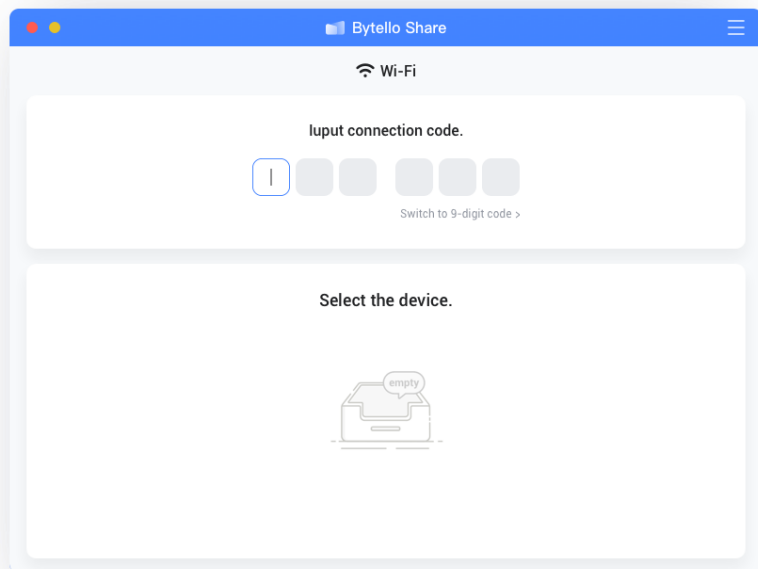 Bytello Share
Wi-Fi
Iuput connection code.
Switch to 9-digit code >
Select the device.
empty